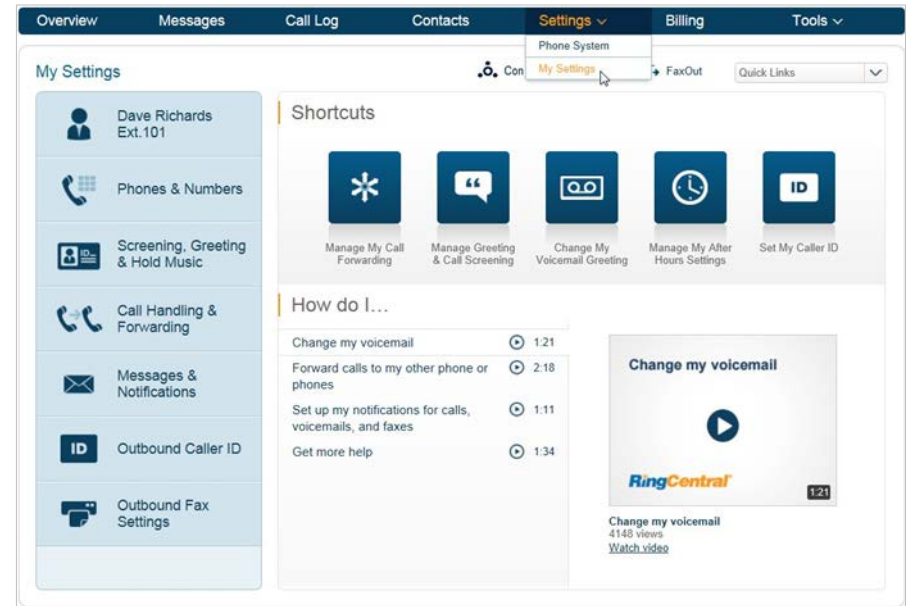 Overview Messages Call Log Contacts Settings Billing Tools
Phone System
My Settings
My Settings
Con
FaxOut
Quick Links
Dave Richards
Ext.101
Phones & Numbers
Screening, Greeting
& Hold Music
Call Handling &
Forwarding
Messages &
Notifications
ID
Outbound Caller ID
Outbound Fax
Settings
Shortcuts
ID
Manage My Call
Forwarding
Manage Greeting
& Call Screening
Change My
Voicemail Greeting
Manage My After
Hours Settings
Set My Caller ID
How do I...
Change my voicemail 1:21
Forward calls to my other phone or 2:18
phones
Set up my notifications for calls, 1:11
voicemails, and faxes
Get more help 1:34
Change my voicemail
RingCentral
1:21
Change my voicemail
4148 views
Watch video